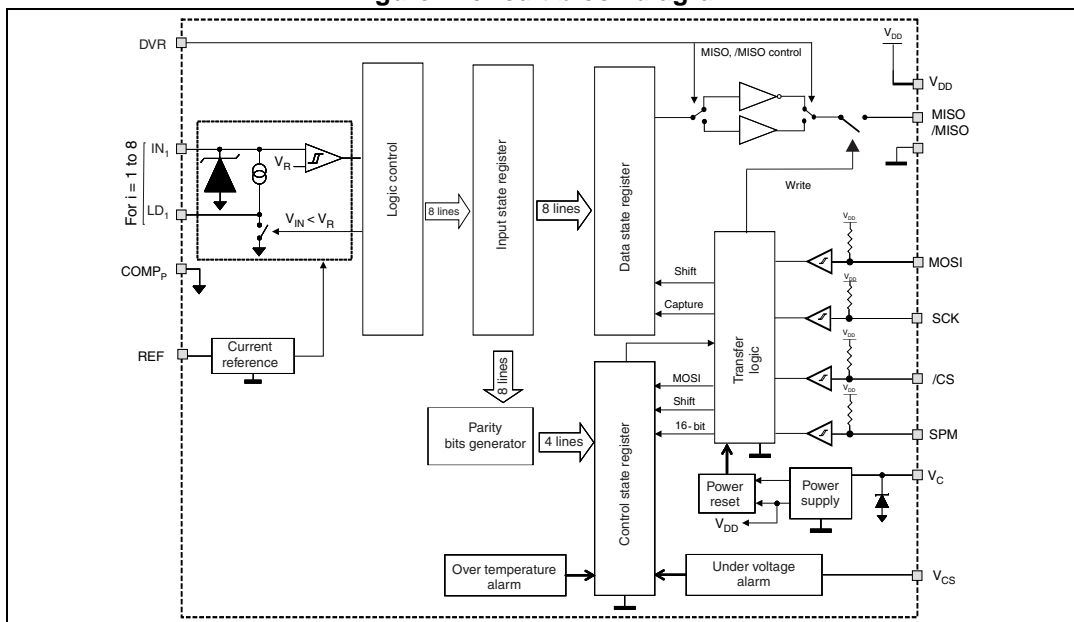 DVR
MISO, /MISO control
V_DD
V_DD
MISO
/MISO
IN₁
V_R
For i = 1 to 8
LD₁
V_IN < V_R
COMP_P
REF
Current
reference
Logic control
8 lines
Input state register
8 lines
Data state register
Write
Shift
Capture
Transfer
logic
V_DD
MOSI
V_DD
SCK
V_DD
/CS
V_DD
SPM
8 lines
Parity
bits generator
4 lines
Control state register
MOSI
Shift
16-bit
Power
reset
Power
supply
V_C
V_DD
Over temperature
alarm
Under voltage
alarm
V_CS